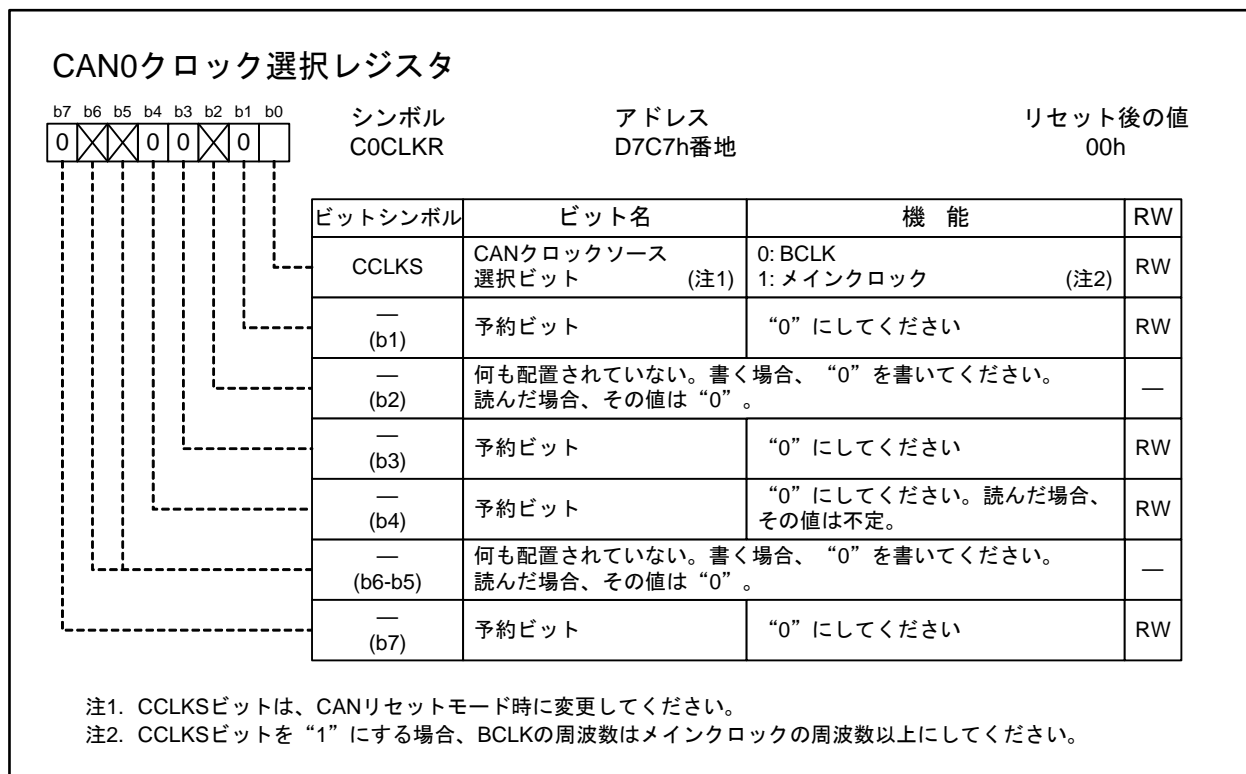 CAN0クロック選択レジスタ
b7 b6 b5 b4 b3 b2 b1 b0
0 0 0 0
シンボル アドレス リセット後の値
C0CLKR D7C7h番地 00h
ビットシンボル ビット名 機 能 RW
CCLKS CANクロックソース 選択ビット (注1) 0: BCLK 1: メインクロック (注2) RW
— (b1) 予約ビット “0”にしてください RW
— (b2) 何も配置されていない。書く場合、“0”を書いてください。 —
読んだ場合、その値は“0”。
— (b3) 予約ビット “0”にしてください RW
— (b4) 予約ビット “0”にしてください。読んだ場合、 その値は不定。 RW
— (b6-b5) 何も配置されていない。書く場合、“0”を書いてください。 —
読んだ場合、その値は“0”。
— (b7) 予約ビット “0”にしてください RW
注1. CCLKSビットは、CANリセットモード時に変更してください。
注2. CCLKSビットを“1”にする場合、BCLKの周波数はメインクロックの周波数以上にしてください。